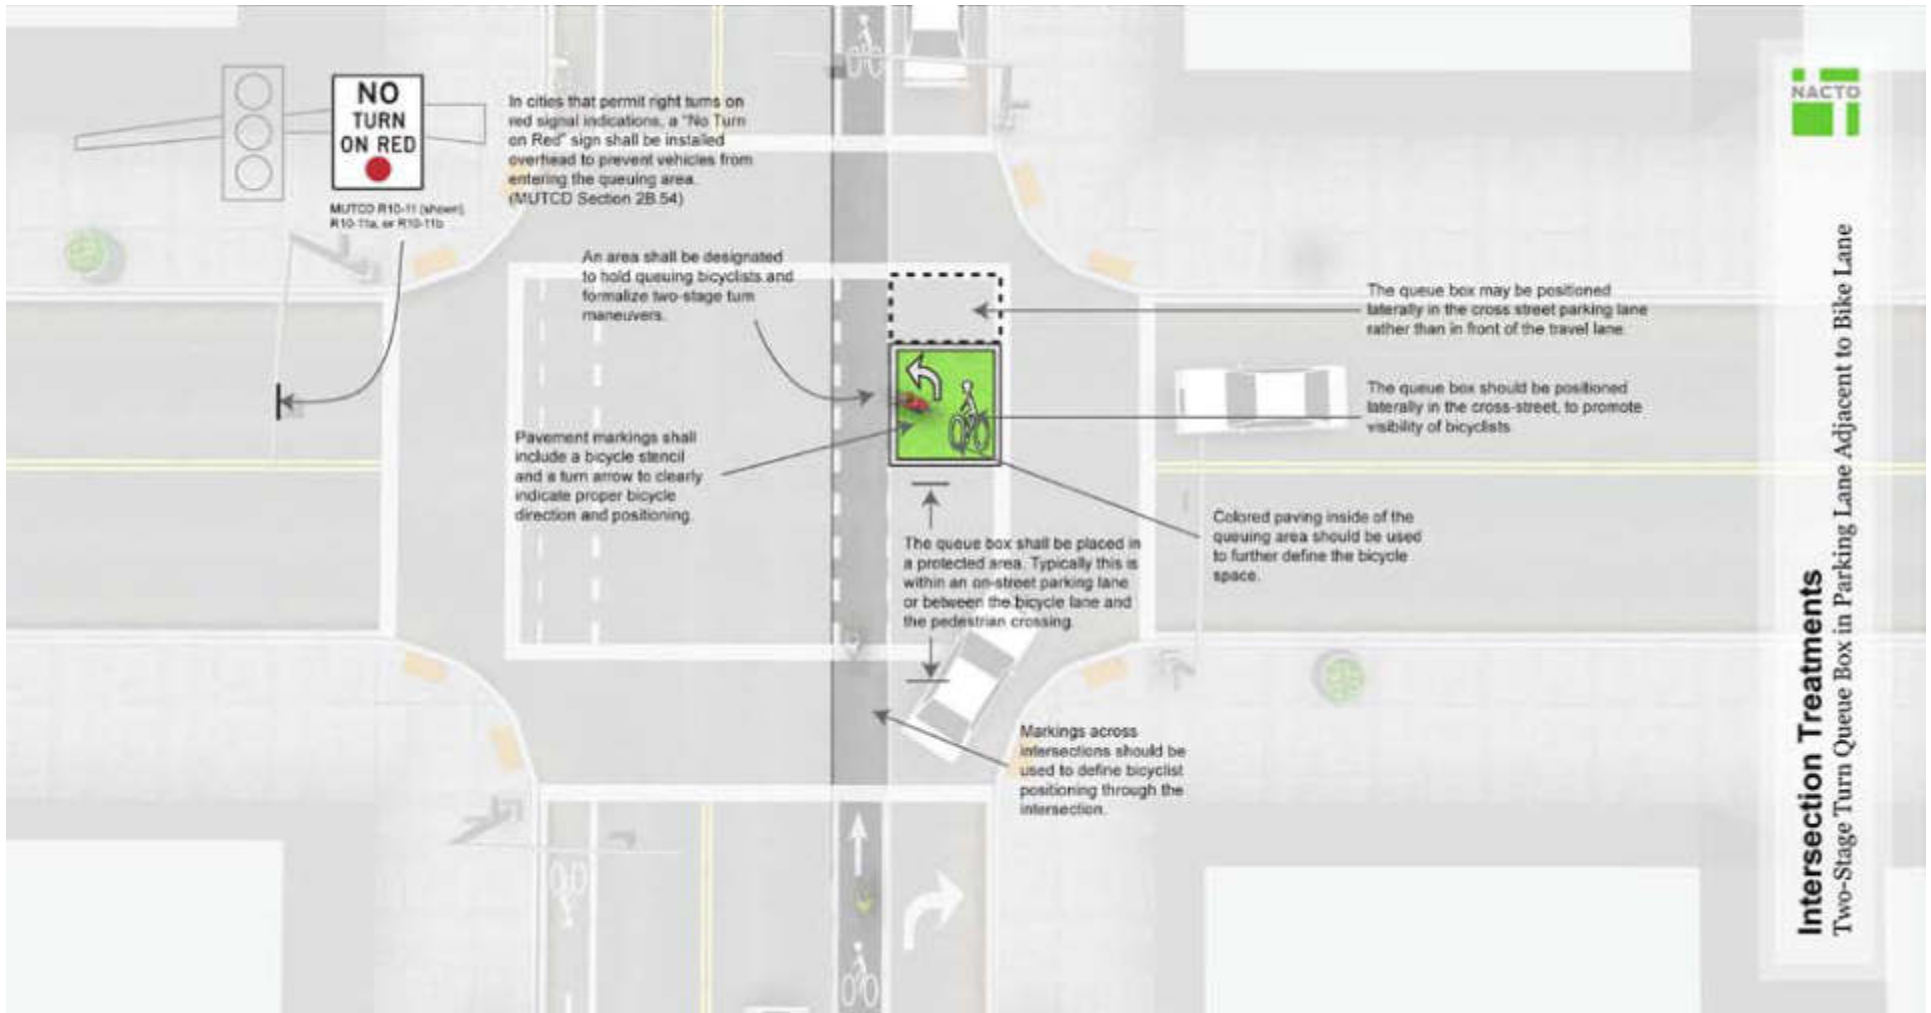 NO
TURN
ON RED
MUTCD R10-11 (shown),
R10-11a, or R10-11b
In cities that permit right turns on
red signal indications, a "No Turn
on Red" sign shall be installed
overhead to prevent vehicles from
entering the queuing area.
(MUTCD Section 2B.54)
An area shall be designated
to hold queuing bicyclists and
formalize two-stage turn
maneuvers.
Pavement markings shall
include a bicycle stencil
and a turn arrow to clearly
indicate proper bicycle
direction and positioning.
The queue box shall be placed in
a protected area. Typically this is
within an on-street parking lane
or between the bicycle lane and
the pedestrian crossing.
Markings across
intersections should be
used to define bicyclist
positioning through the
intersection.
The queue box may be positioned
laterally in the cross street parking lane
rather than in front of the travel lane.
The queue box should be positioned
laterally in the cross-street, to promote
visibility of bicyclists.
Colored paving inside of the
queuing area should be used
to further define the bicycle
space.
NACTO
Intersection Treatments
Two-Stage Turn Queue Box in Parking Lane Adjacent to Bike Lane